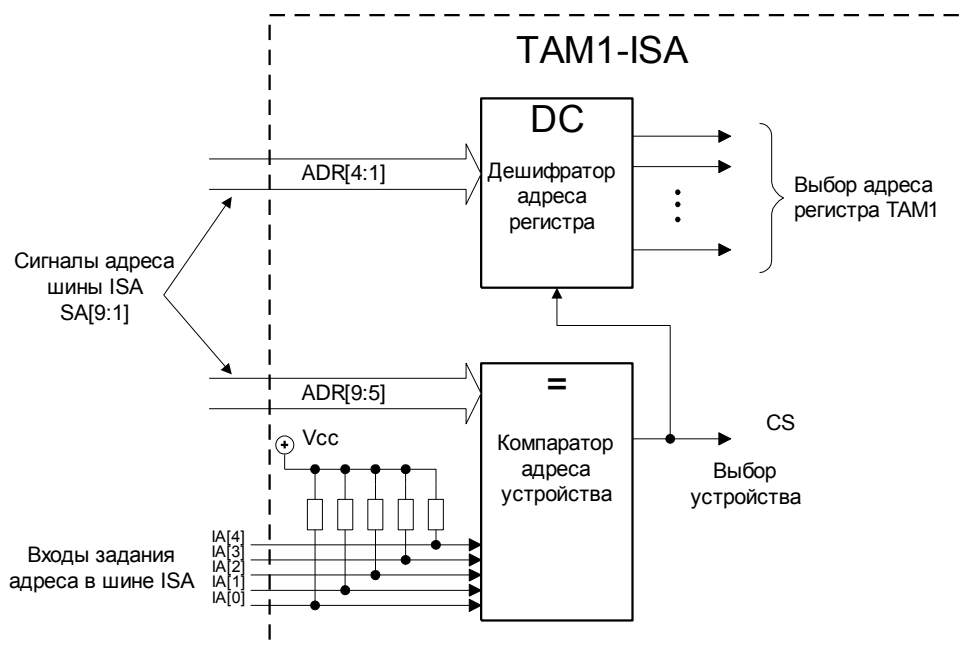 TAM1-ISA
DC
Дешифратор
адреса
регистра
ADR[4:1]
Выбор адреса
регистра TAM1
Сигналы адреса
шины ISA
SA[9:1]
ADR[9:5]
=
Компаратор
адреса
устройства
CS
Выбор
устройства
+ Vcc
Входы задания
адреса в шине ISA
IA[4]
IA[3]
IA[2]
IA[1]
IA[0]